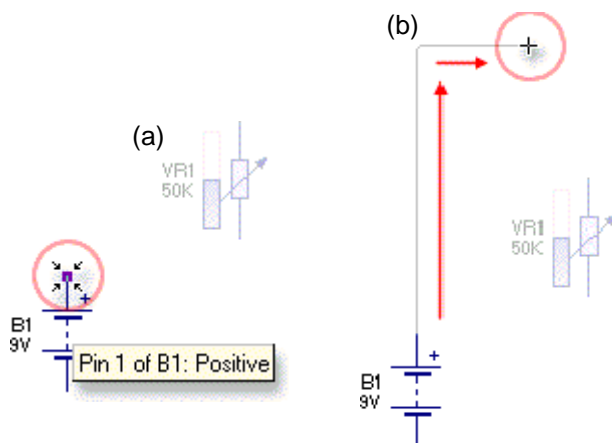 (a)
VR1
50K
+
B1
9V
Pin 1 of B1: Positive
(b)
VR1
50K
+
B1
9V